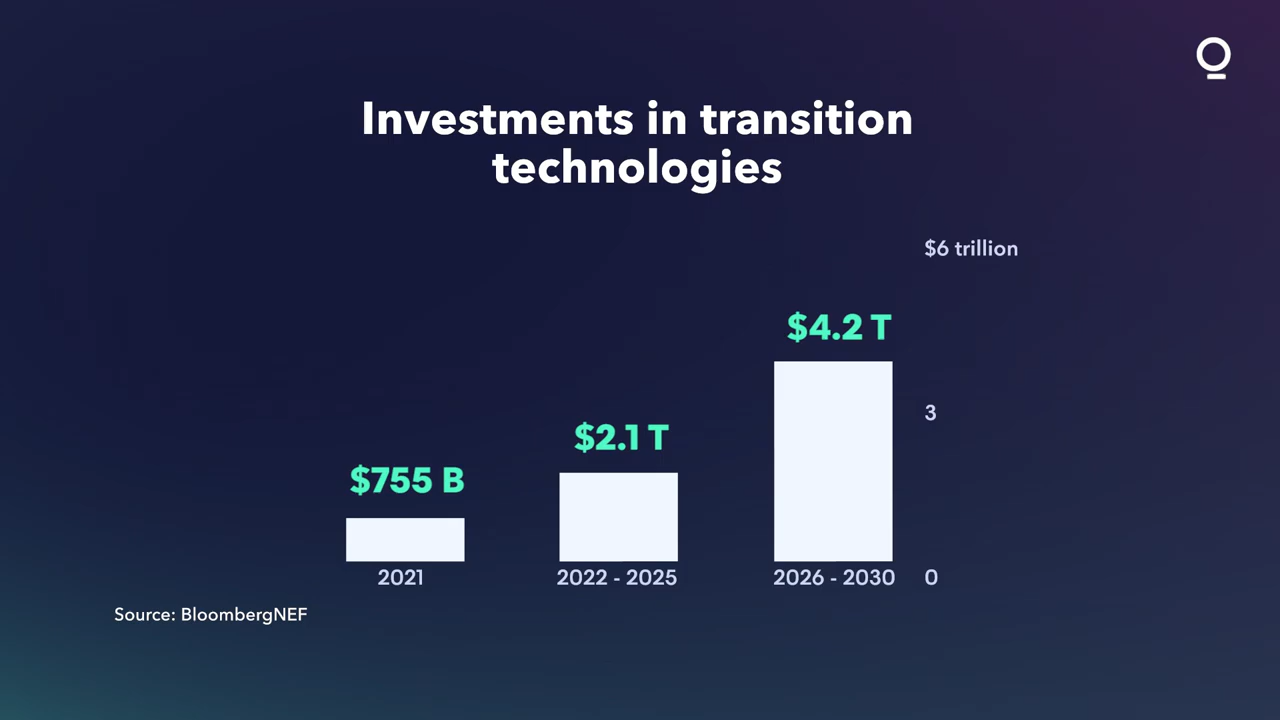 Investments in transition
technologies
$6 trillion
$4.2 T
3
$2.1 T
$755 B
2021
2022 - 2025
2026 - 2030
0
Source: BloombergNEF